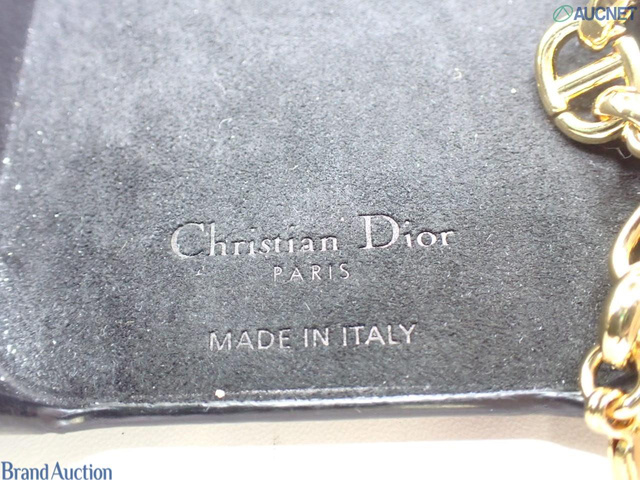 AUCNET
Christian Dior
PARIS
MADE IN ITALY
Brand Auction